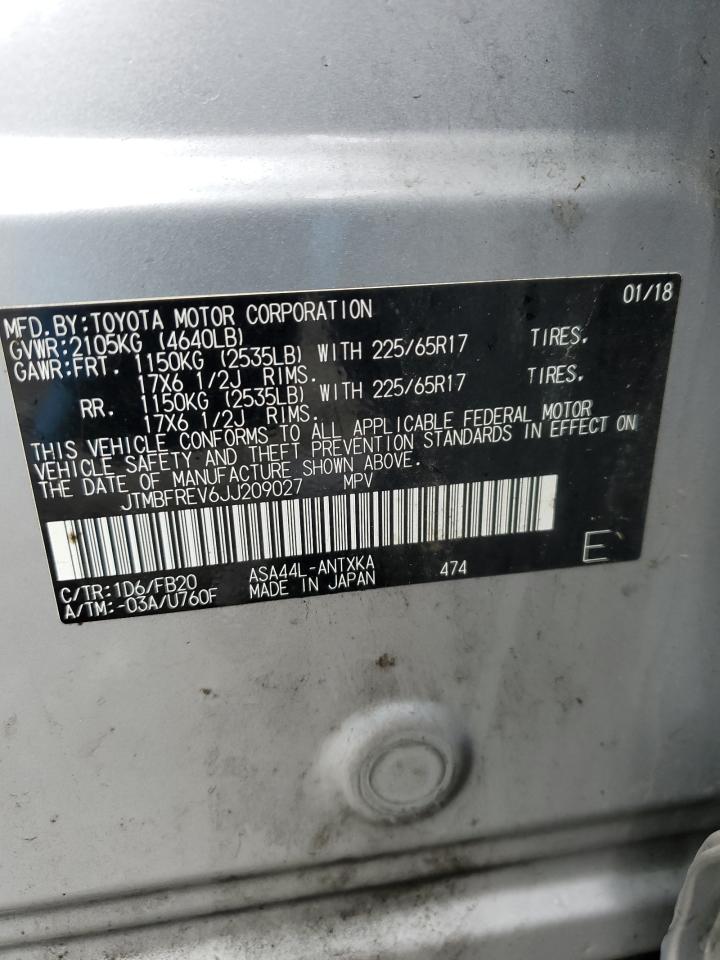 MFD. BY: TOYOTA MOTOR CORPORATION 01/18
GVWR: 2105KG (4640LB)
GAWR: FRT. 1150KG (2535LB) WITH 225/65R17 TIRES.
17X6 1/2J RIMS.
RR. 1150KG (2535LB) WITH 225/65R17 TIRES.
17X6 1/2J RIMS.
THIS VEHICLE CONFORMS TO ALL APPLICABLE FEDERAL MOTOR
VEHICLE SAFETY AND THEFT PREVENTION STANDARDS IN EFFECT ON
THE DATE OF MANUFACTURE SHOWN ABOVE.
JTMBFREV6JJ209027 MPV
C/TR: 1D6/FB20 ASA44L-ANTXKA 474 E
A/TM: -03A/U760F MADE IN JAPAN